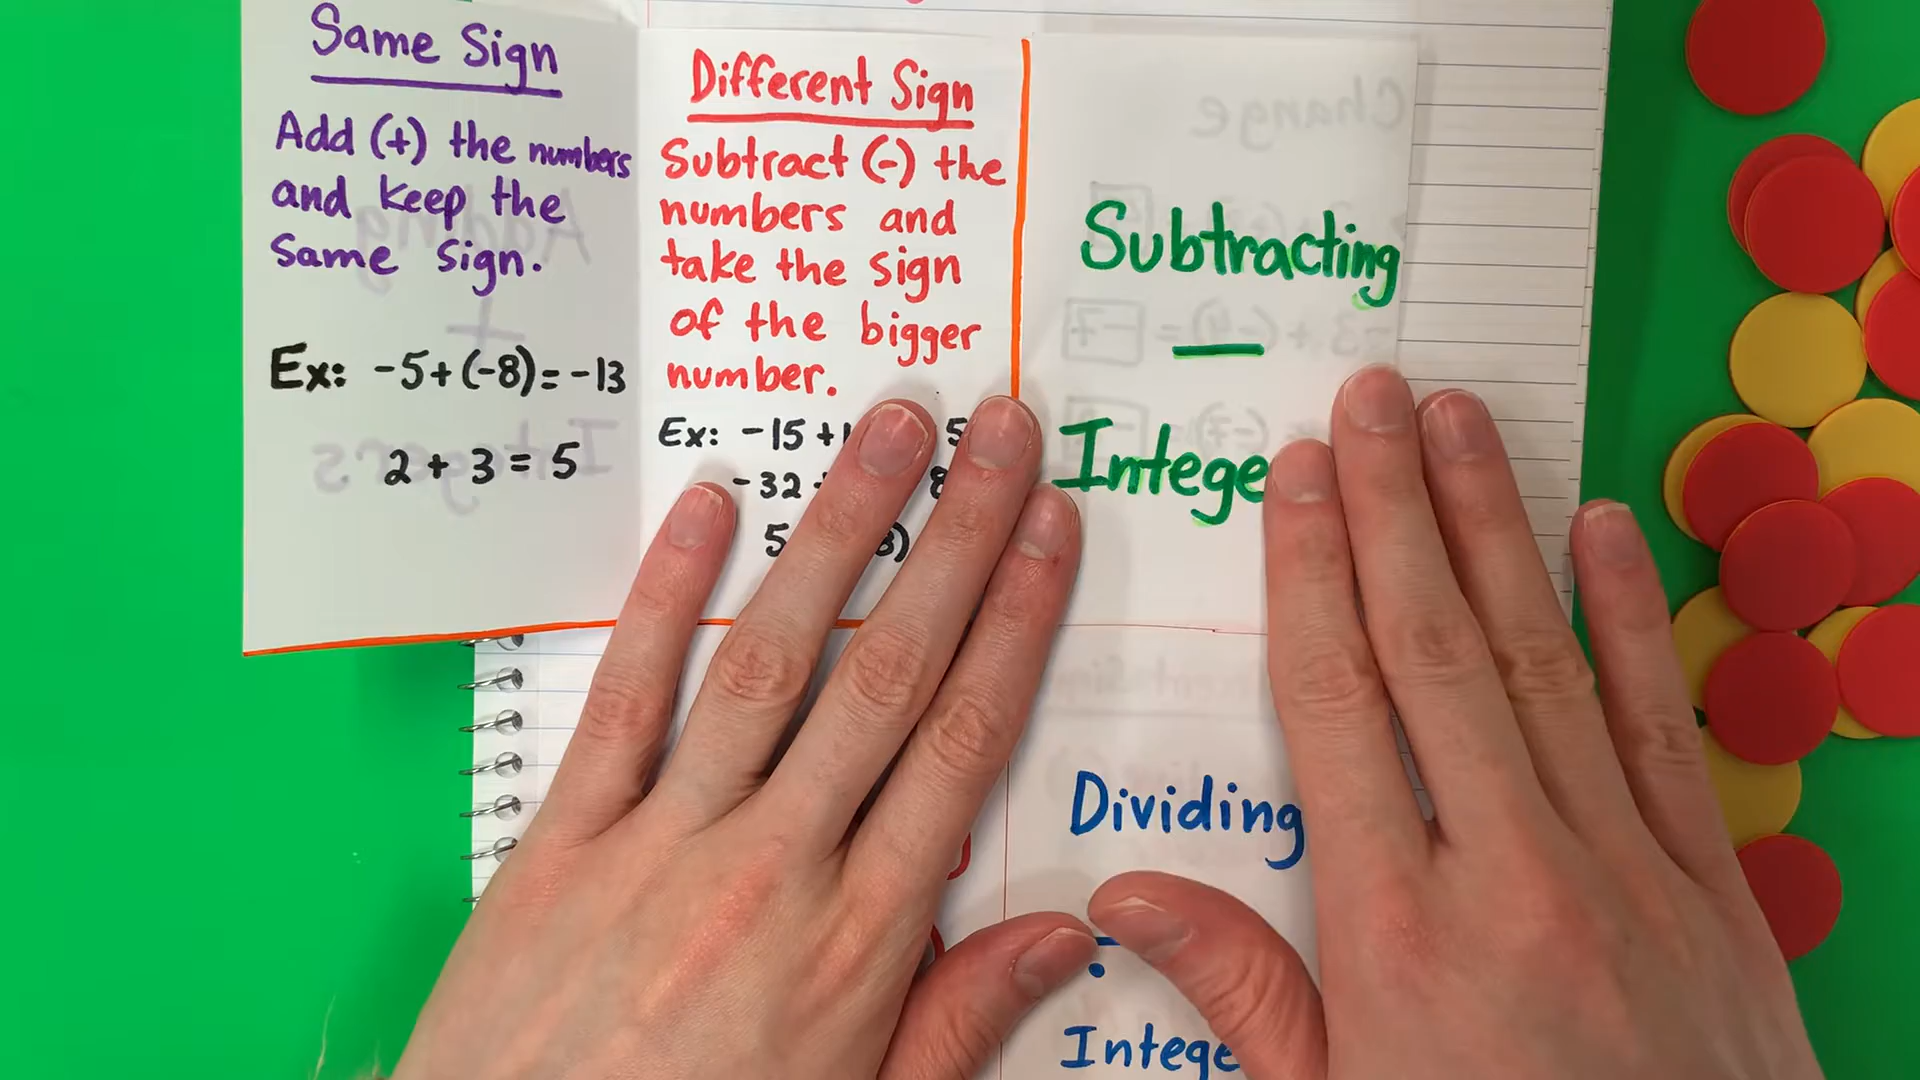 Same Sign
Add (+) the numbers
and keep the
same sign.
Ex: -5+(-8)=-13
2+3=5
Different Sign
Subtract (-) the
numbers and
take the sign
of the bigger
number.
Ex: -15+
-32
5
Subtracting
—
Dividing
÷